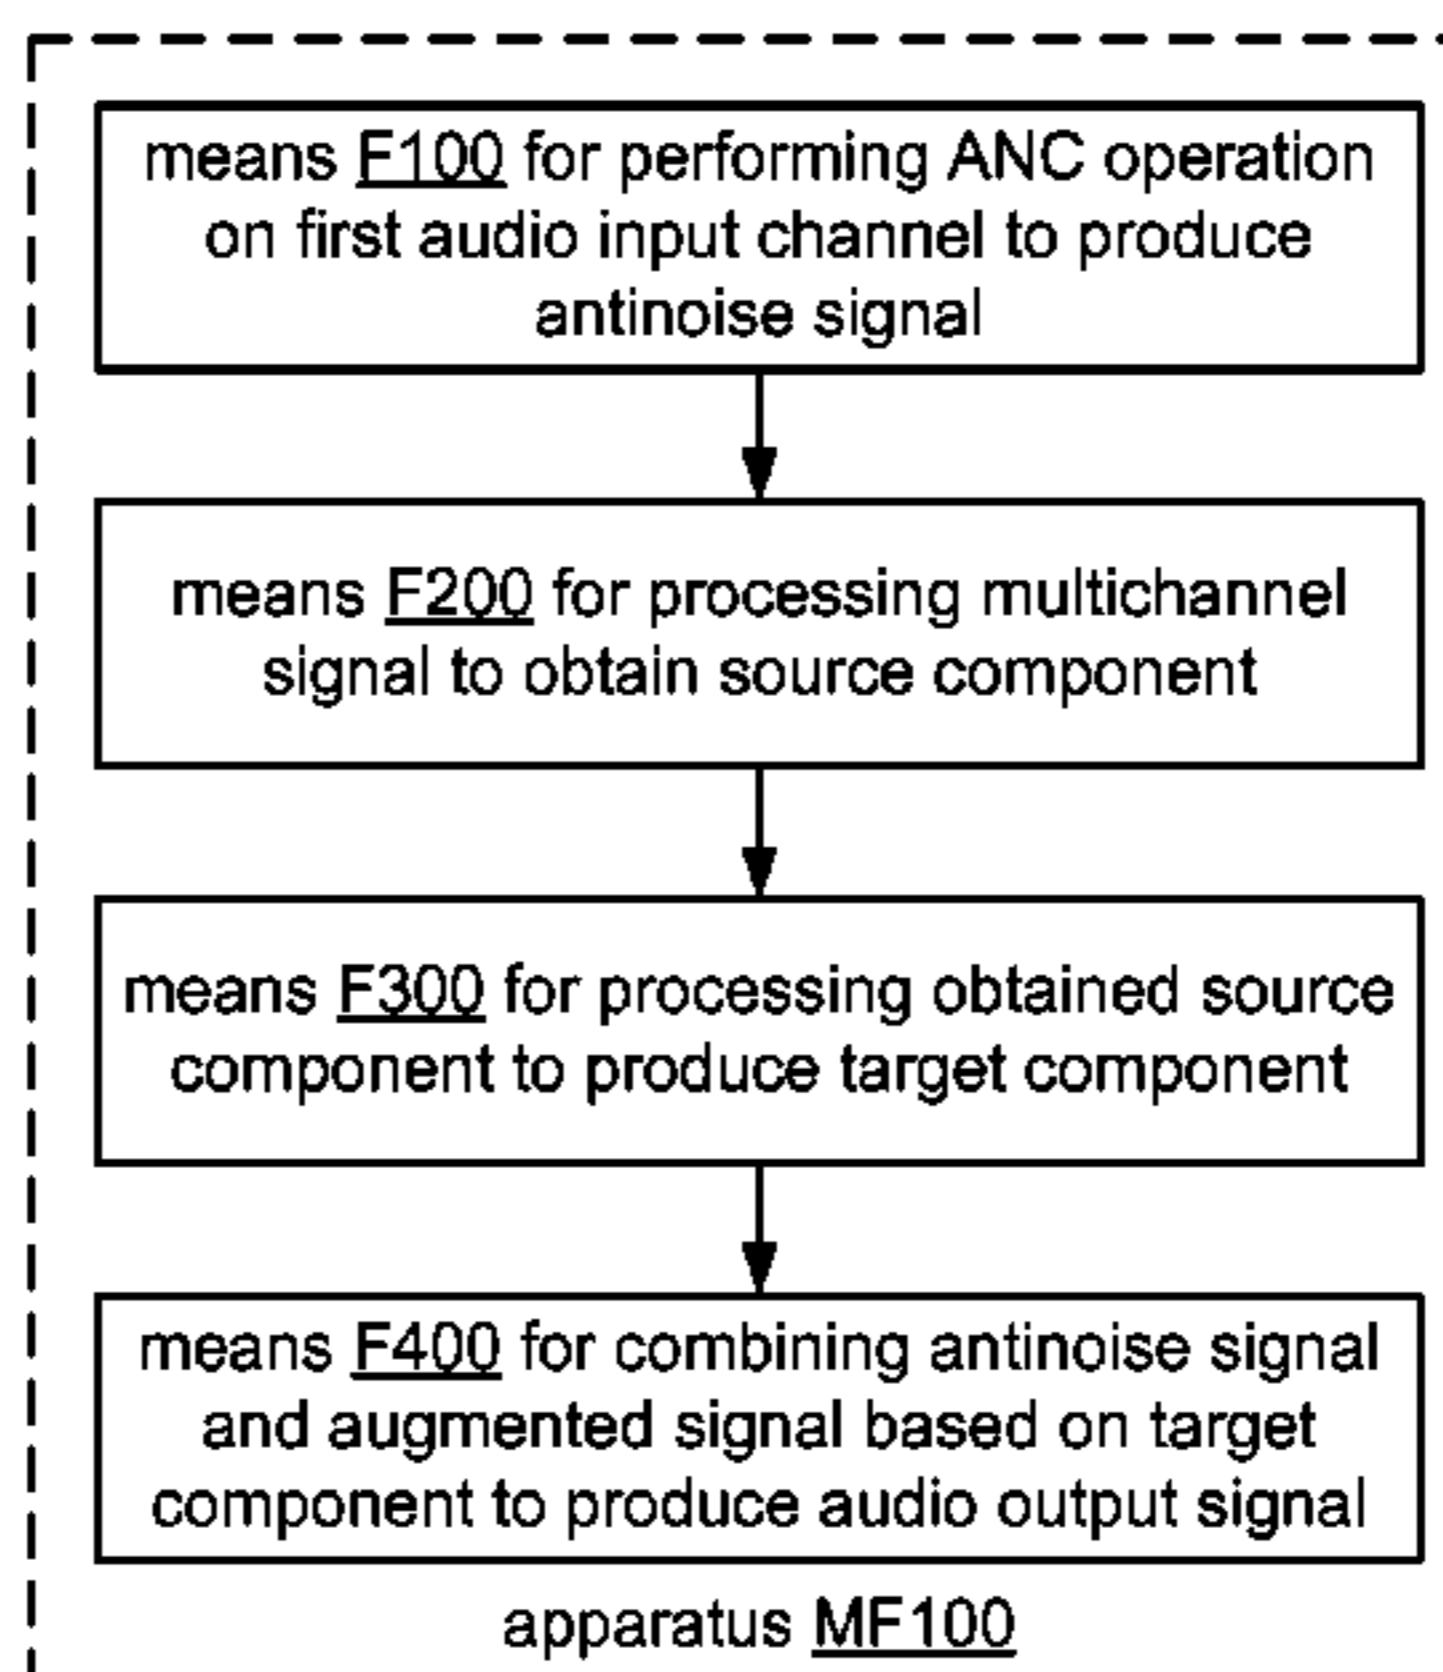 means F100 for performing ANC operation
on first audio input channel to produce
antinoise signal
means F200 for processing multichannel
signal to obtain source component
means F300 for processing obtained source
component to produce target component
means F400 for combining antinoise signal
and augmented signal based on target
component to produce audio output signal
apparatus MF100